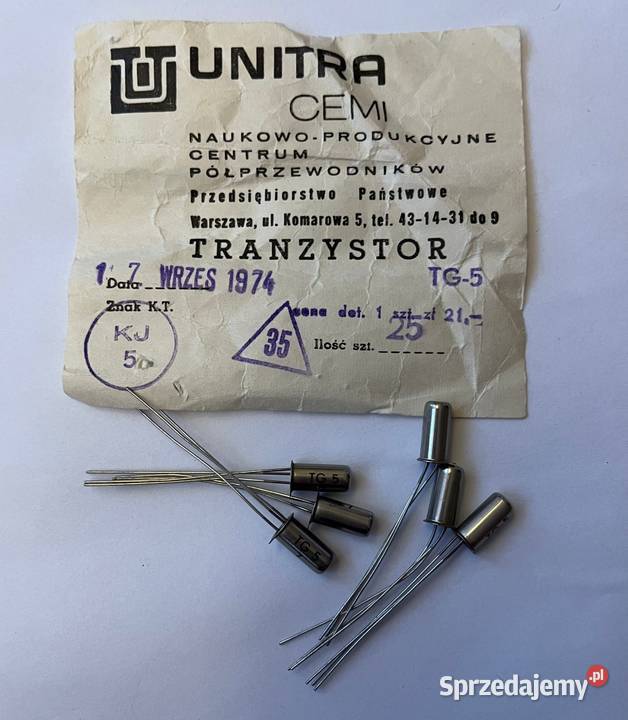 UNITRA
CEMI
NAUKOWO-PRODUKCYJNE
CENTRUM
PÓŁPRZEWODNIKÓW
Przedsiębiorstwo Państwowe
Warszawa, ul. Komarowa 5, tel. 43-14-31 do 9
TRANZYSTOR
TG-5
Data 17 WRZES 1974
Znak K.T.
cena det. 1 szt. zł 21,-
KJ
5
35
Ilość szt. 25
TG 5
TG 5
Sprzedajemy.pl